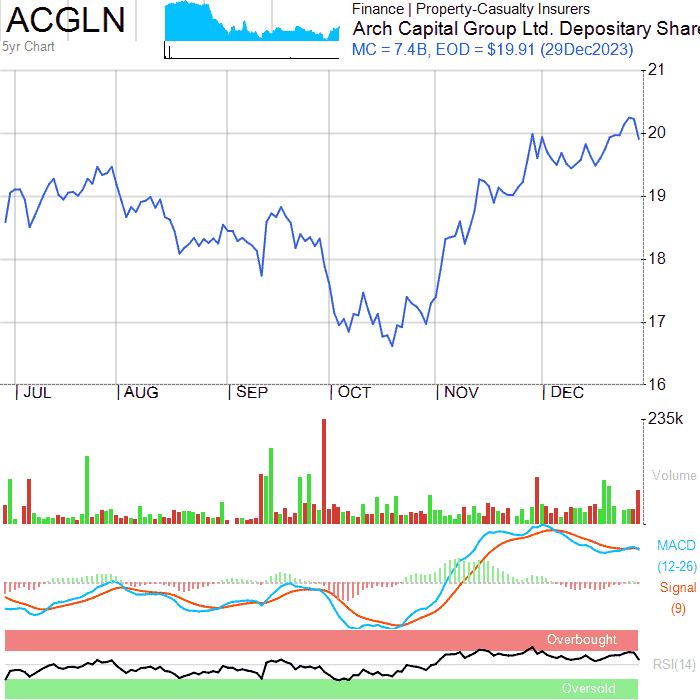 ACGLN
5yr Chart
Finance | Property-Casualty Insurers
Arch Capital Group Ltd. Depositary Share
MC = 7.4B, EOD = $19.91 (29Dec2023)
21
20
19
18
17
16
JUL AUG SEP OCT NOV DEC
235k
Volume
MACD
(12-26)
Signal
(9)
Overbought
RSI(14)
Oversold